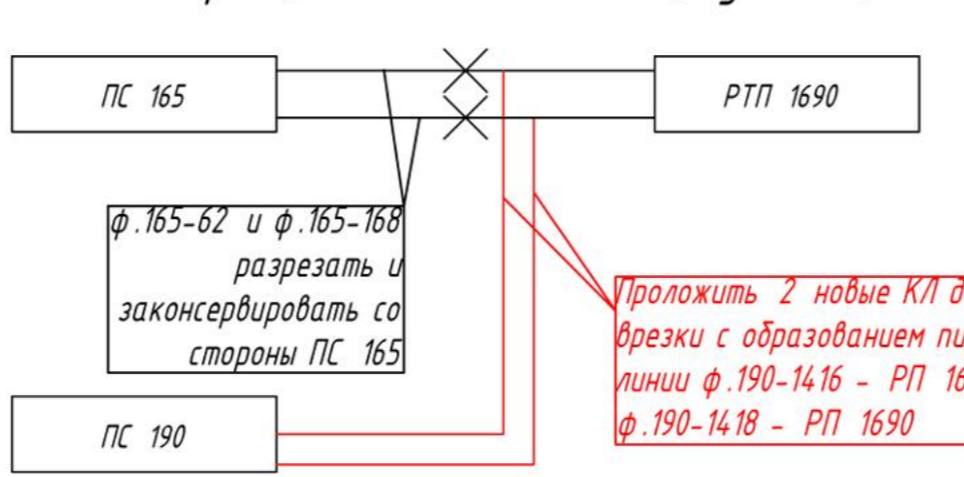 ПС 165
РТП 1690
ф.165-62 и ф.165-168
разрезать и
законсервировать со
стороны ПС 165
Проложить 2 новые КЛ
врезки с образованием
линии ф.190-1416 - РП
ф.190-1418 - РП 1690
ПС 190